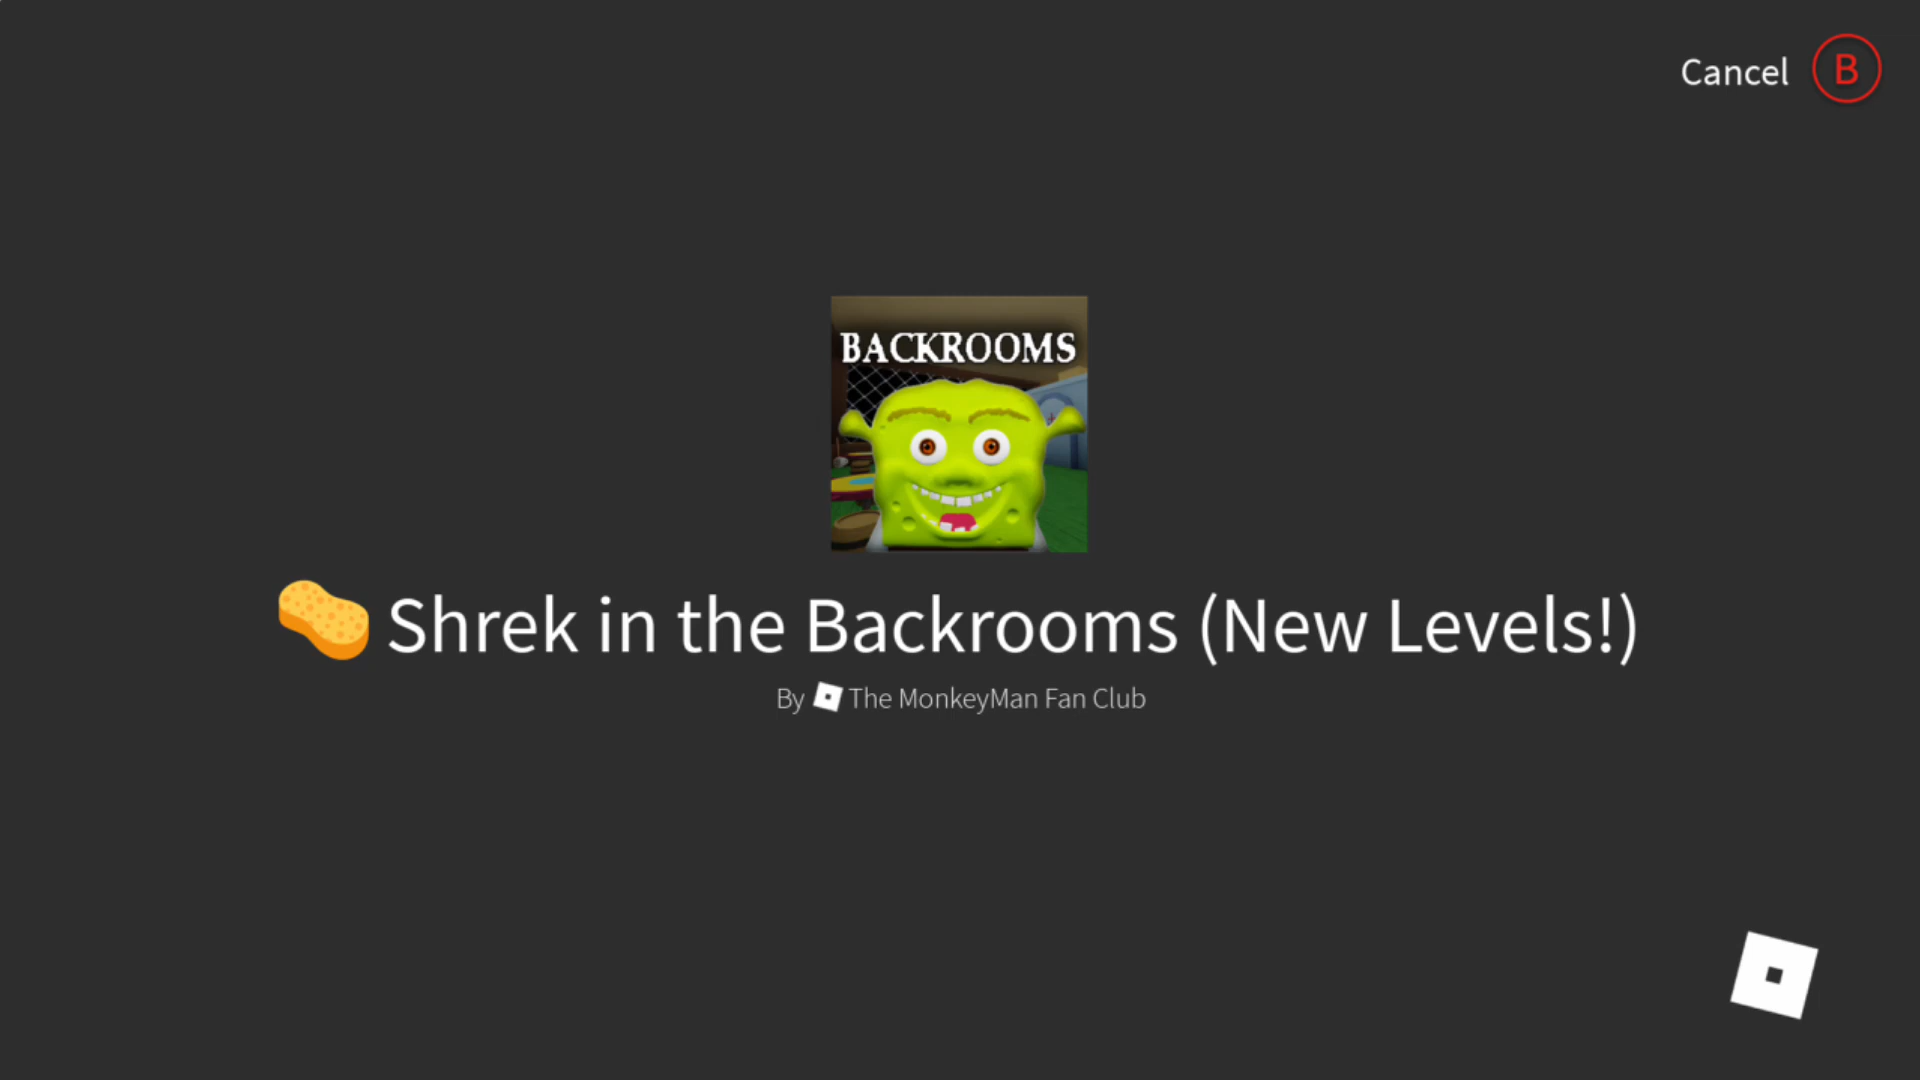 Cancel B
BACKROOMS
🧽 Shrek in the Backrooms (New Levels!)
By The MonkeyMan Fan Club